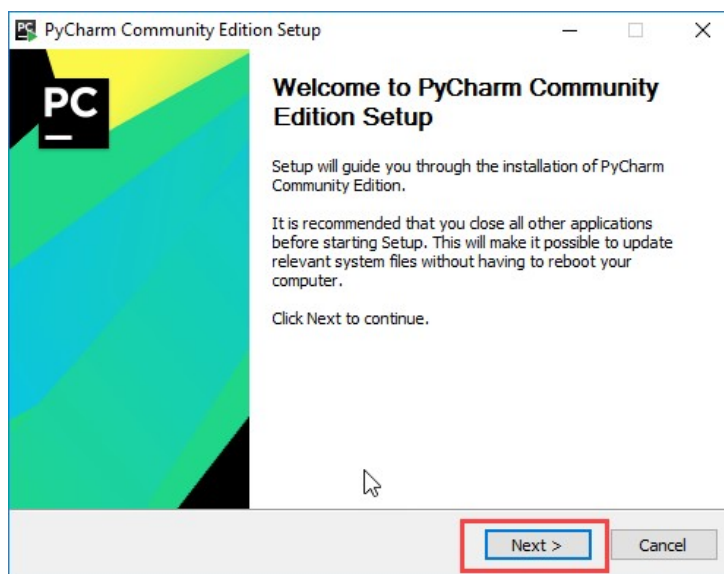 PyCharm Community Edition Setup
PC
Welcome to PyCharm Community
Edition Setup
Setup will guide you through the installation of PyCharm
Community Edition.
It is recommended that you close all other applications
before starting Setup. This will make it possible to update
relevant system files without having to reboot your
computer.
Click Next to continue.
Next >
Cancel